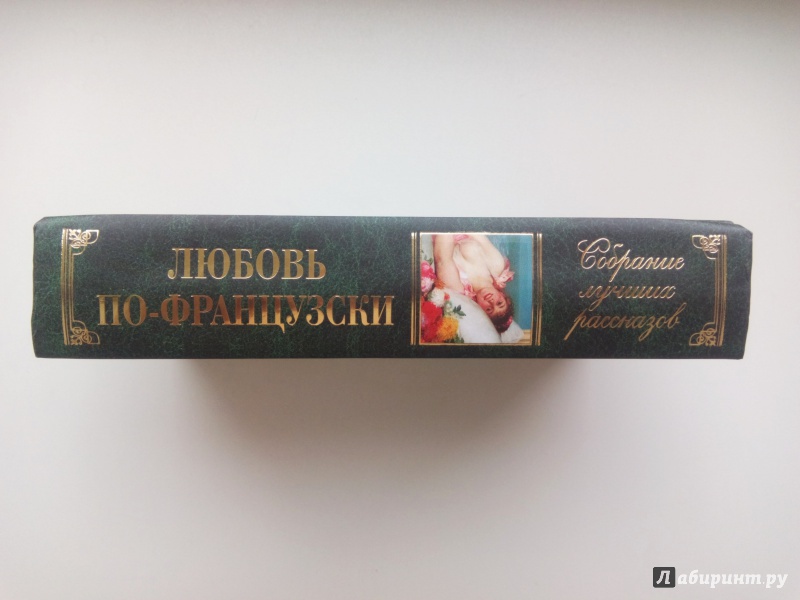 ЛЮБОВЬ
ПО-ФРАНЦУЗСКИ
Собрание
лучших
рассказов
Лабиринт.ру